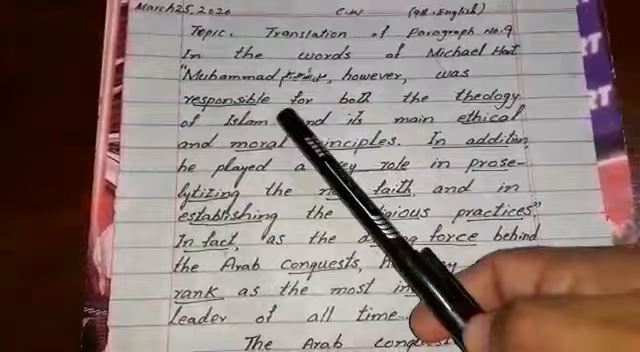 March 25, 2020 C.W (9th English)
Topic. Translation of Paragraph No. 9
In the words of Michael Hart
"Muhammad, however, was
responsible for both the theology
of Islam its main ethical
and moral In addition
he played a role in prose-
lytizing the faith, and in
establishing the practices"
In fact, as the force behind
the Arab Conquests,
rank as the most
Leader of all time...
The Arab
RT
RT